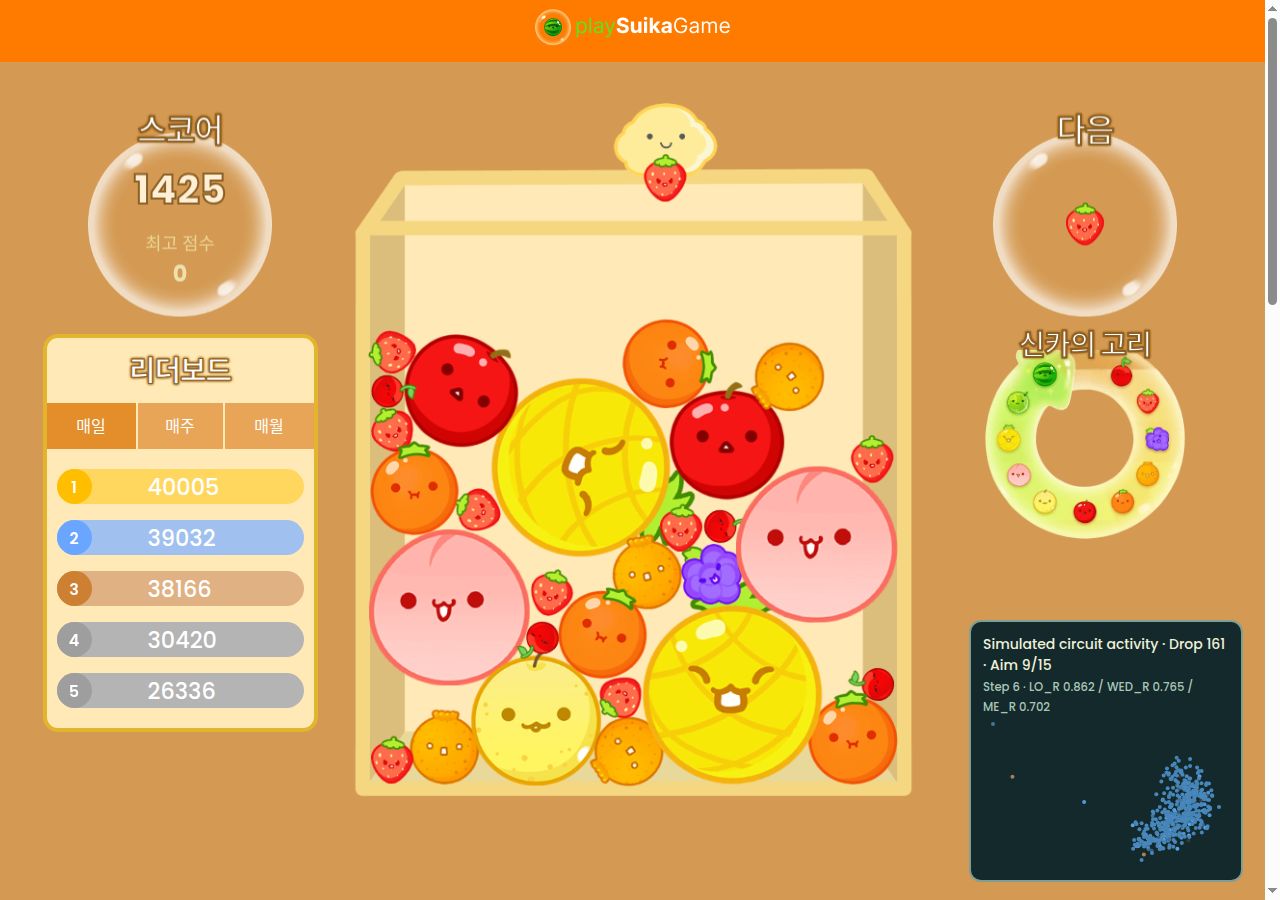 playSuikaGame
스코어
1425
최고 점수
0
다음
신카의 고리
리더보드
매일 매주 매월
1 40005
2 39032
3 38166
4 30420
5 26336
Simulated circuit activity · Drop 161
· Aim 9/15
Step 6 · LO_R 0.862 / WED_R 0.765 /
ME_R 0.702